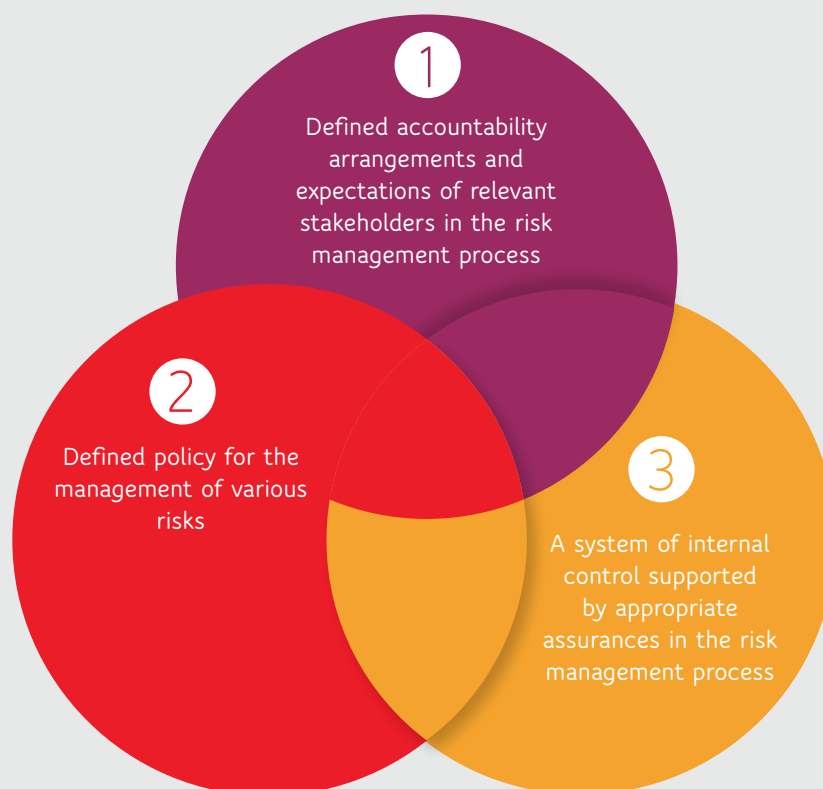 1
Defined accountability
arrangements and
expectations of relevant
stakeholders in the risk
management process
2
Defined policy for the
management of various
risks
3
A system of internal
control supported
by appropriate
assurances in the risk
management process